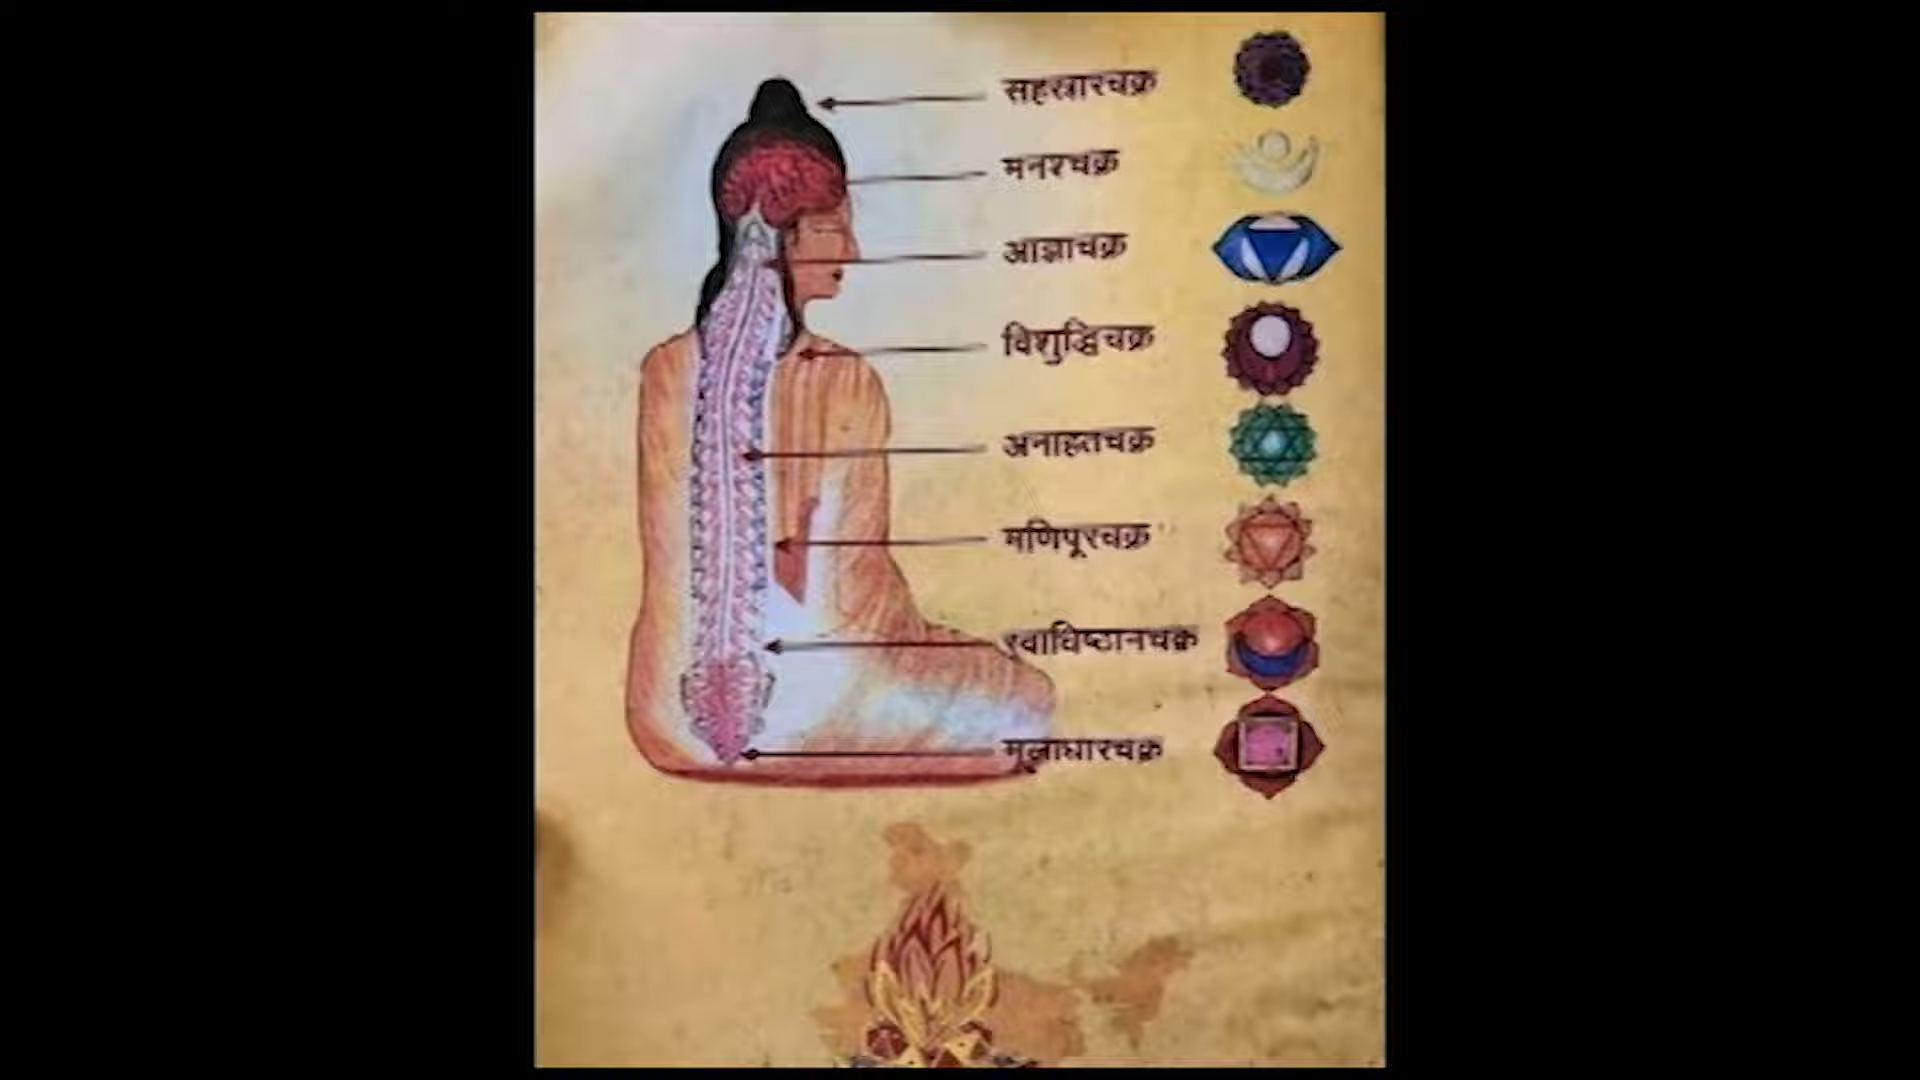 सहस्रारचक्र
मनश्चक्र
आज्ञाचक्र
विशुद्धिचक्र
अनाहतचक्र
मणिपूरचक्र
स्वाधिष्ठानचक्र
मूलाधारचक्र